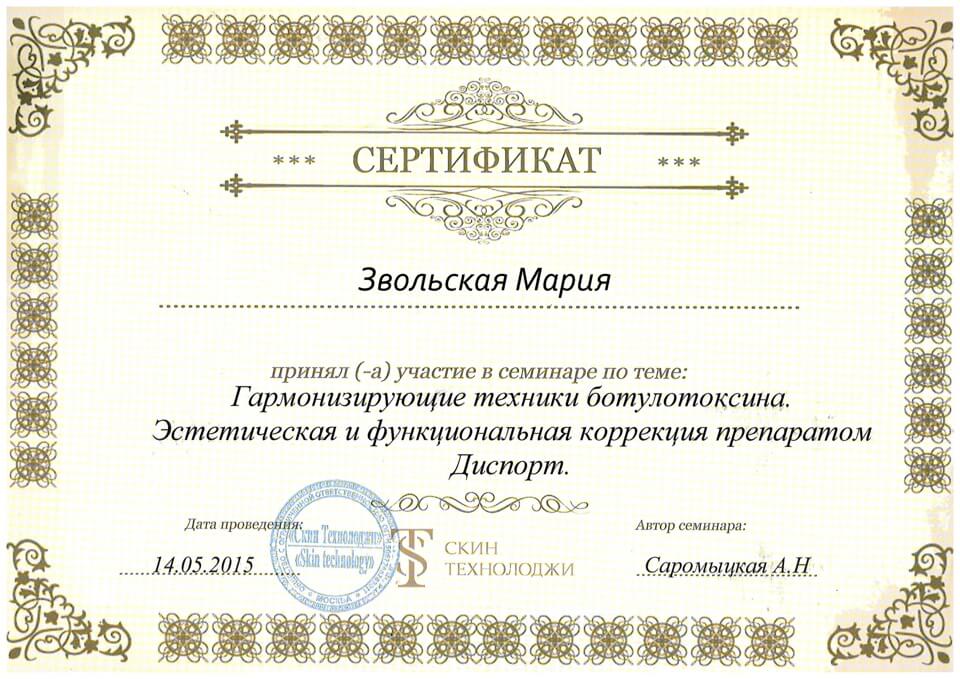 *** СЕРТИФИКАТ ***
Звольская Мария
принял (-а) участие в семинаре по теме:
Гармонизирующие техники ботулотоксина.
Эстетическая и функциональная коррекция препаратом
Диспорт.
Дата проведения:
Автор семинара:
14.05.2015
Саромыцкая А.Н
«Скин Технолоджи»
«Skin technology»
МОСКВА
TS
СКИН
ТЕХНОЛОДЖИ